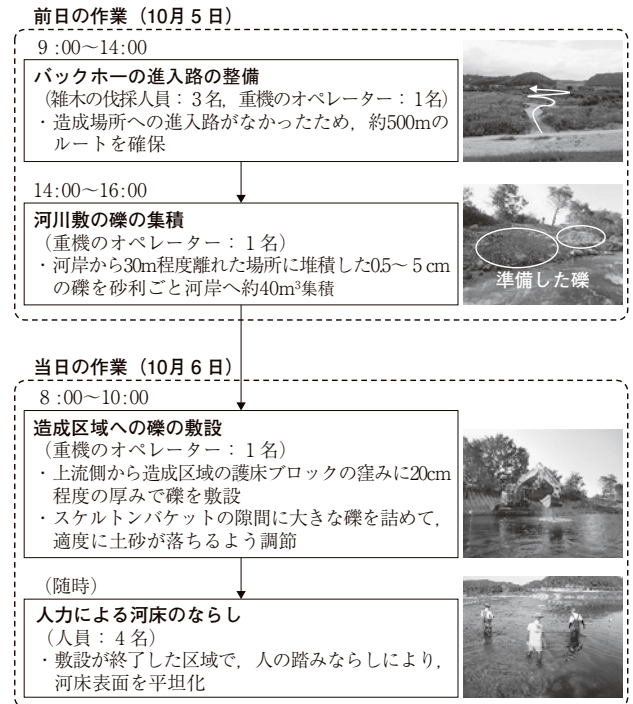 前日の作業（10月5日）
9:00～14:00
バックホーの進入路の整備
（雑木の伐採人員：3名，重機のオペレーター：1名）
・造成場所への進入路がなかったため，約500mの
ルートを確保
14:00～16:00
河川敷の礫の集積
（重機のオペレーター：1名）
・河岸から30m程度離れた場所に堆積した0.5～5cm
の礫を砂利ごと河岸へ約40m³集積
準備した礫
当日の作業（10月6日）
8:00～10:00
造成区域への礫の敷設
（重機のオペレーター：1名）
・上流側から造成区域の護床ブロックの窪みに20cm
程度の厚みで礫を敷設
・スケルトンバケットの隙間に大きな礫を詰めて，
適度に土砂が落ちるよう調節
（随時）
人力による河床のならし
（人員：4名）
・敷設が終了した区域で，人の踏みならしにより，
河床表面を平坦化